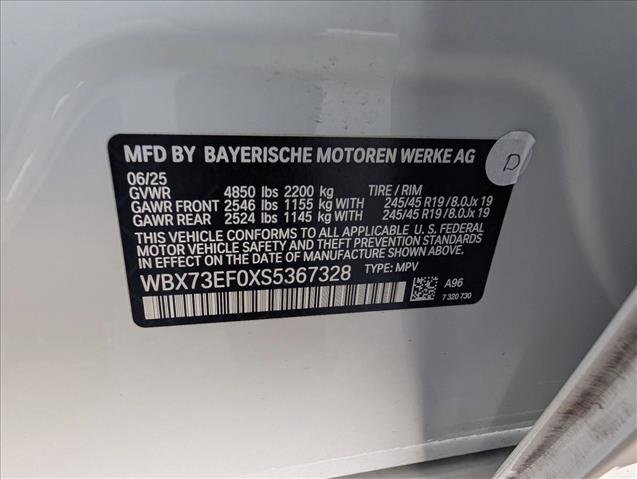 MFD BY BAYERISCHE MOTOREN WERKE AG
06/25
GVWR 4850 lbs 2200 kg TIRE / RIM
GAWR FRONT 2546 lbs 1155 kg WITH 245/45 R19 /8.0Jx 19
GAWR REAR 2524 lbs 1145 kg WITH 245/45 R19 /8.0Jx 19
THIS VEHICLE CONFORMS TO ALL APPLICABLE U. S. FEDERAL
MOTOR VEHICLE SAFETY STANDARDS IN
EFFECT ON THE DATE OF MANUFACTURE SHOWN ABOVE.
WBX73EF0XS5367328 TYPE: MPV
A96
7 320 730